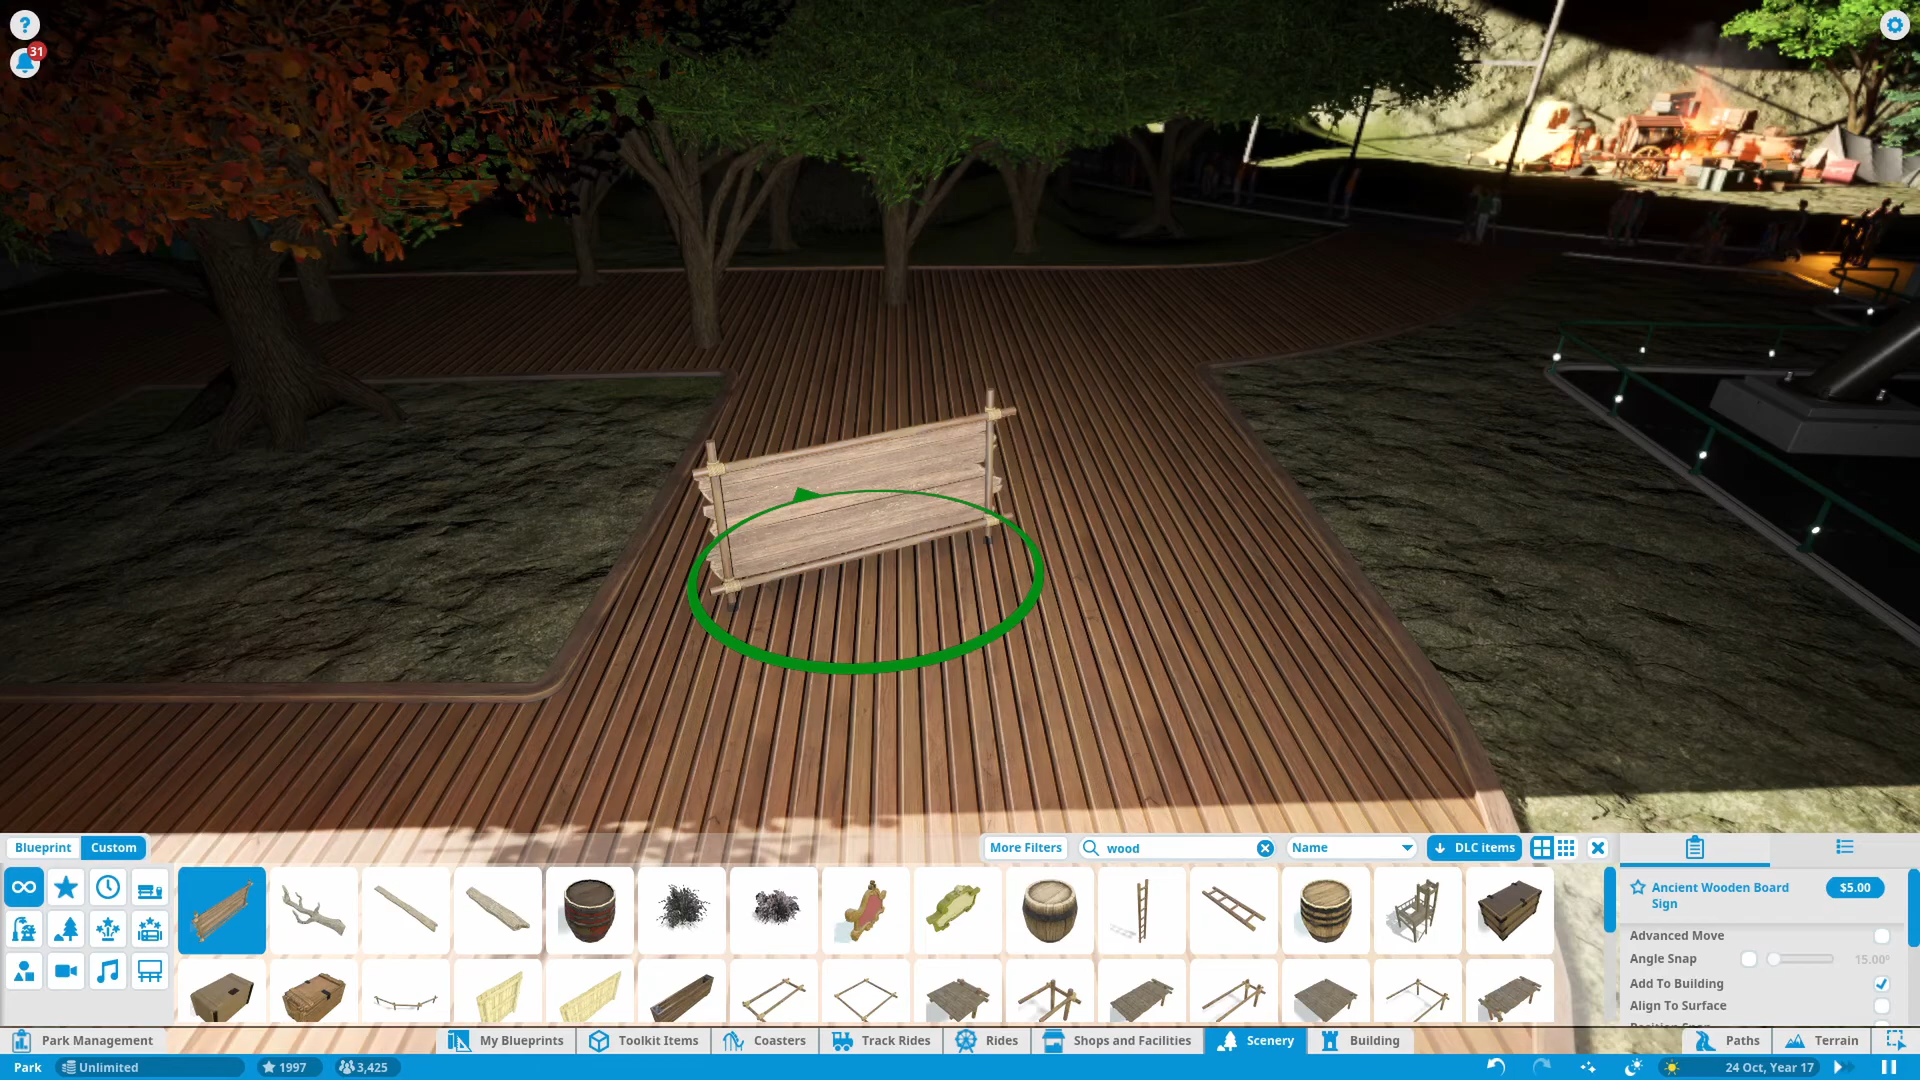 ?
31
Blueprint
Custom
More Filters
wood
Name
DLC items
Ancient Wooden Board
Sign
$5.00
Advanced Move
Angle Snap
15.00°
Add To Building
Align To Surface
Park Management
My Blueprints
Toolkit Items
Coasters
Track Rides
Rides
Shops and Facilities
Scenery
Building
Paths
Terrain
Park
Unlimited
1997
3,425
24 Oct, Year 17